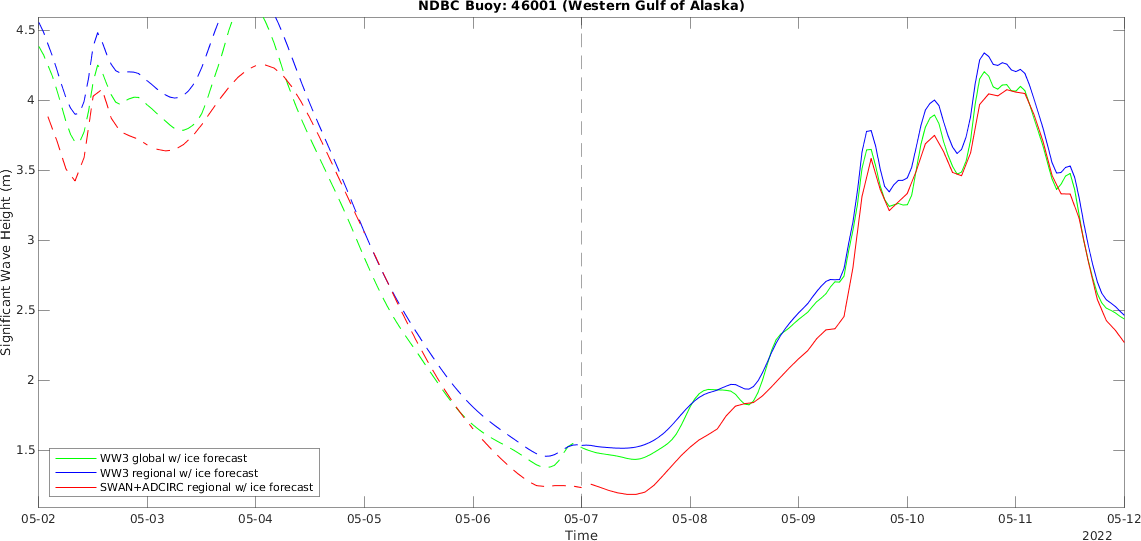 NDBC Buoy: 46001 (Western Gulf of Alaska)
Significant Wave Height (m)
4.5
4
3.5
3
2.5
2
1.5
WW3 global w/ ice forecast
WW3 regional w/ ice forecast
SWAN+ADCIRC regional w/ ice forecast
05-02 05-03 05-04 05-05 05-06 05-07 05-08 05-09 05-10 05-11 05-12
Time
2022